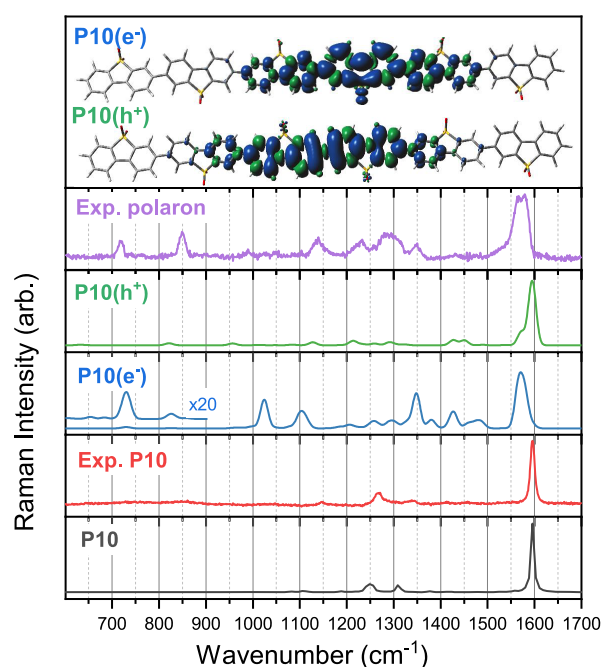 P10(e⁻)
P10(h⁺)
Exp. polaron
P10(h⁺)
P10(e⁻)
x20
Exp. P10
P10
Raman Intensity (arb.)
700 800 900 1000 1100 1200 1300 1400 1500 1600 1700
Wavenumber (cm⁻¹)